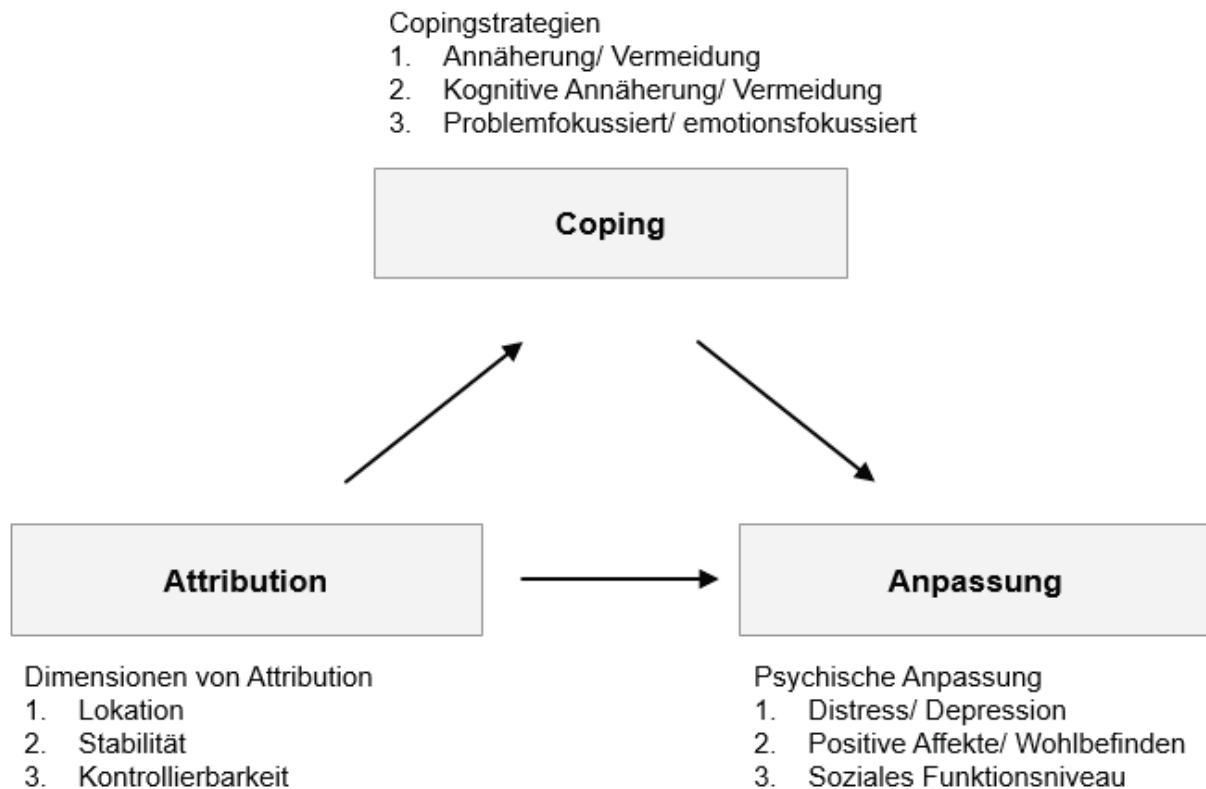 Copingstrategien
1. Annäherung/ Vermeidung
2. Kognitive Annäherung/ Vermeidung
3. Problemfokussiert/ emotionsfokussiert
Coping
Attribution
Anpassung
Dimensionen von Attribution
1. Lokation
2. Stabilität
3. Kontrollierbarkeit
Psychische Anpassung
1. Distress/ Depression
2. Positive Affekte/ Wohlbefinden
3. Soziales Funktionsniveau